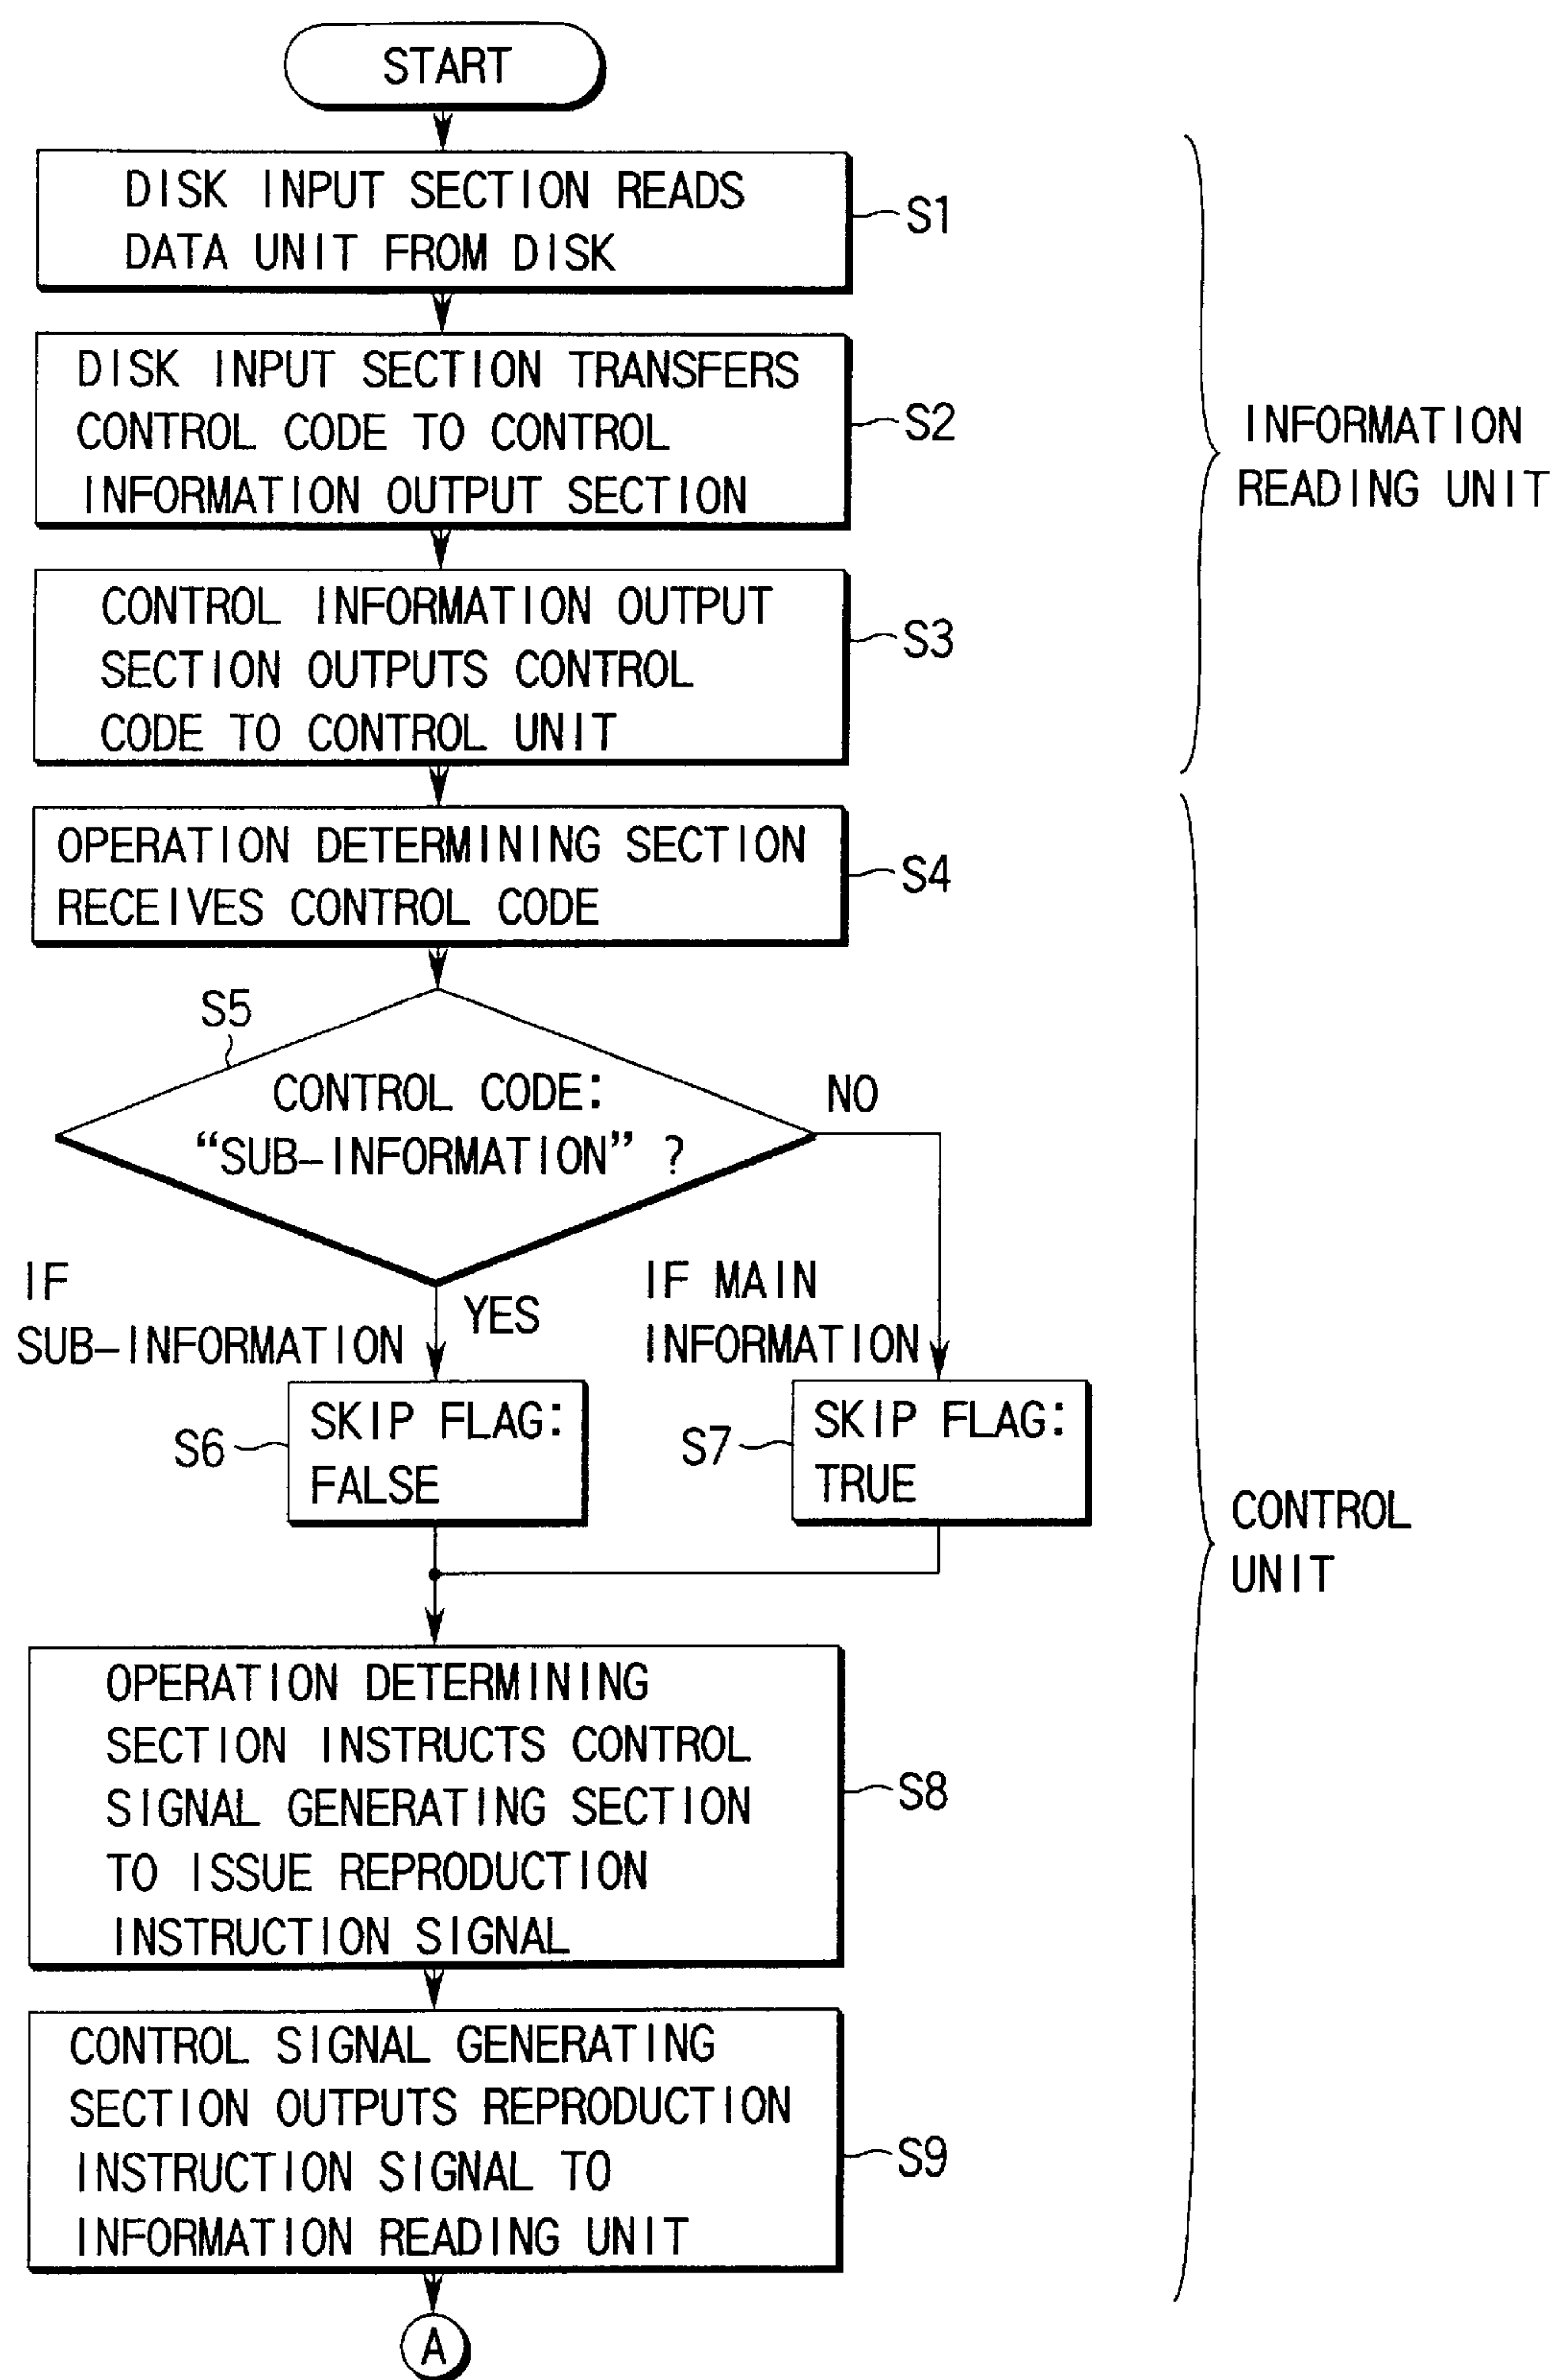 START
DISK INPUT SECTION READS
DATA UNIT FROM DISK
S1
DISK INPUT SECTION TRANSFERS
CONTROL CODE TO CONTROL
INFORMATION OUTPUT SECTION
S2
INFORMATION
READING UNIT
CONTROL INFORMATION OUTPUT
SECTION OUTPUTS CONTROL
CODE TO CONTROL UNIT
S3
OPERATION DETERMINING SECTION
RECEIVES CONTROL CODE
S4
S5
CONTROL CODE:
“SUB-INFORMATION” ?
NO
IF
SUB-INFORMATION
YES
IF MAIN
INFORMATION
S6
SKIP FLAG:
FALSE
S7
SKIP FLAG:
TRUE
CONTROL
UNIT
OPERATION DETERMINING
SECTION INSTRUCTS CONTROL
SIGNAL GENERATING SECTION
TO ISSUE REPRODUCTION
INSTRUCTION SIGNAL
S8
CONTROL SIGNAL GENERATING
SECTION OUTPUTS REPRODUCTION
INSTRUCTION SIGNAL TO
INFORMATION READING UNIT
S9
A